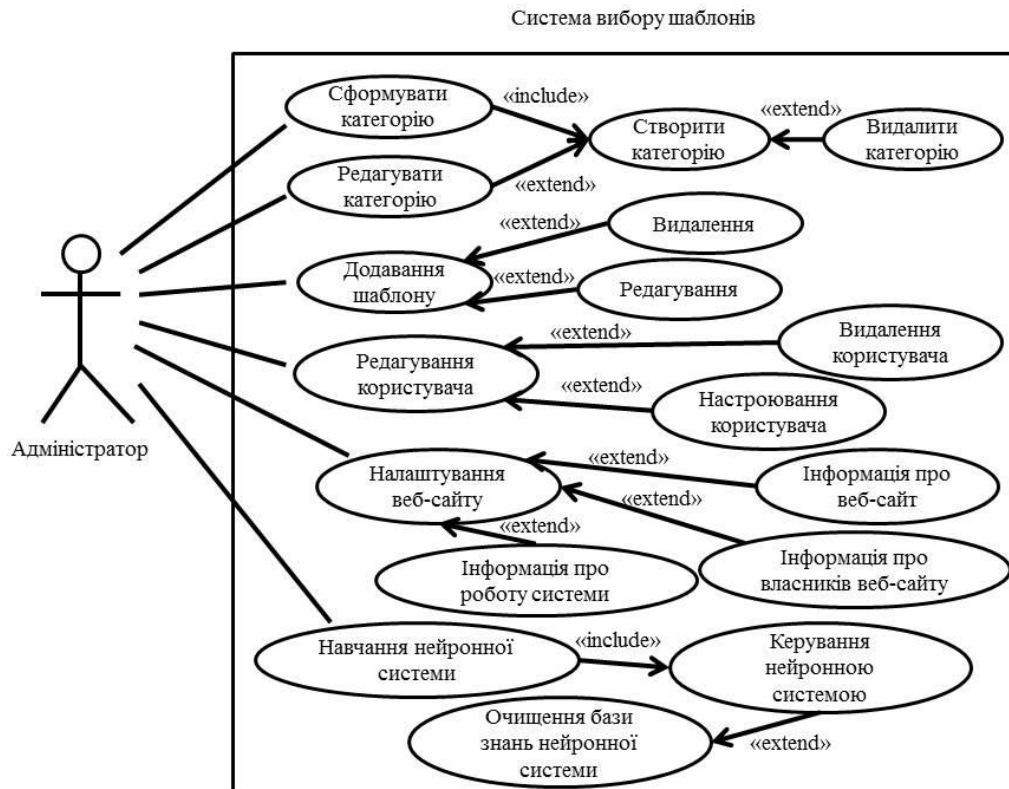 Система вибору шаблонів
Сформувати
категорію
«include»
Створити
категорію
«extend»
Видалити
категорію
Редагувати
категорію
«extend»
«extend»
Видалення
Додавання
шаблону
«extend»
Редагування
Редагування
користувача
«extend»
Видалення
користувача
«extend»
Настроювання
користувача
Адміністратор
Налаштування
веб-сайту
«extend»
Інформація про
веб-сайт
«extend»
«extend»
Інформація про
роботу системи
Інформація про
власників веб-сайту
Навчання нейронної
системи
«include»
Керування
нейронною
системою
Очищення бази
знань нейронної
системи
«extend»